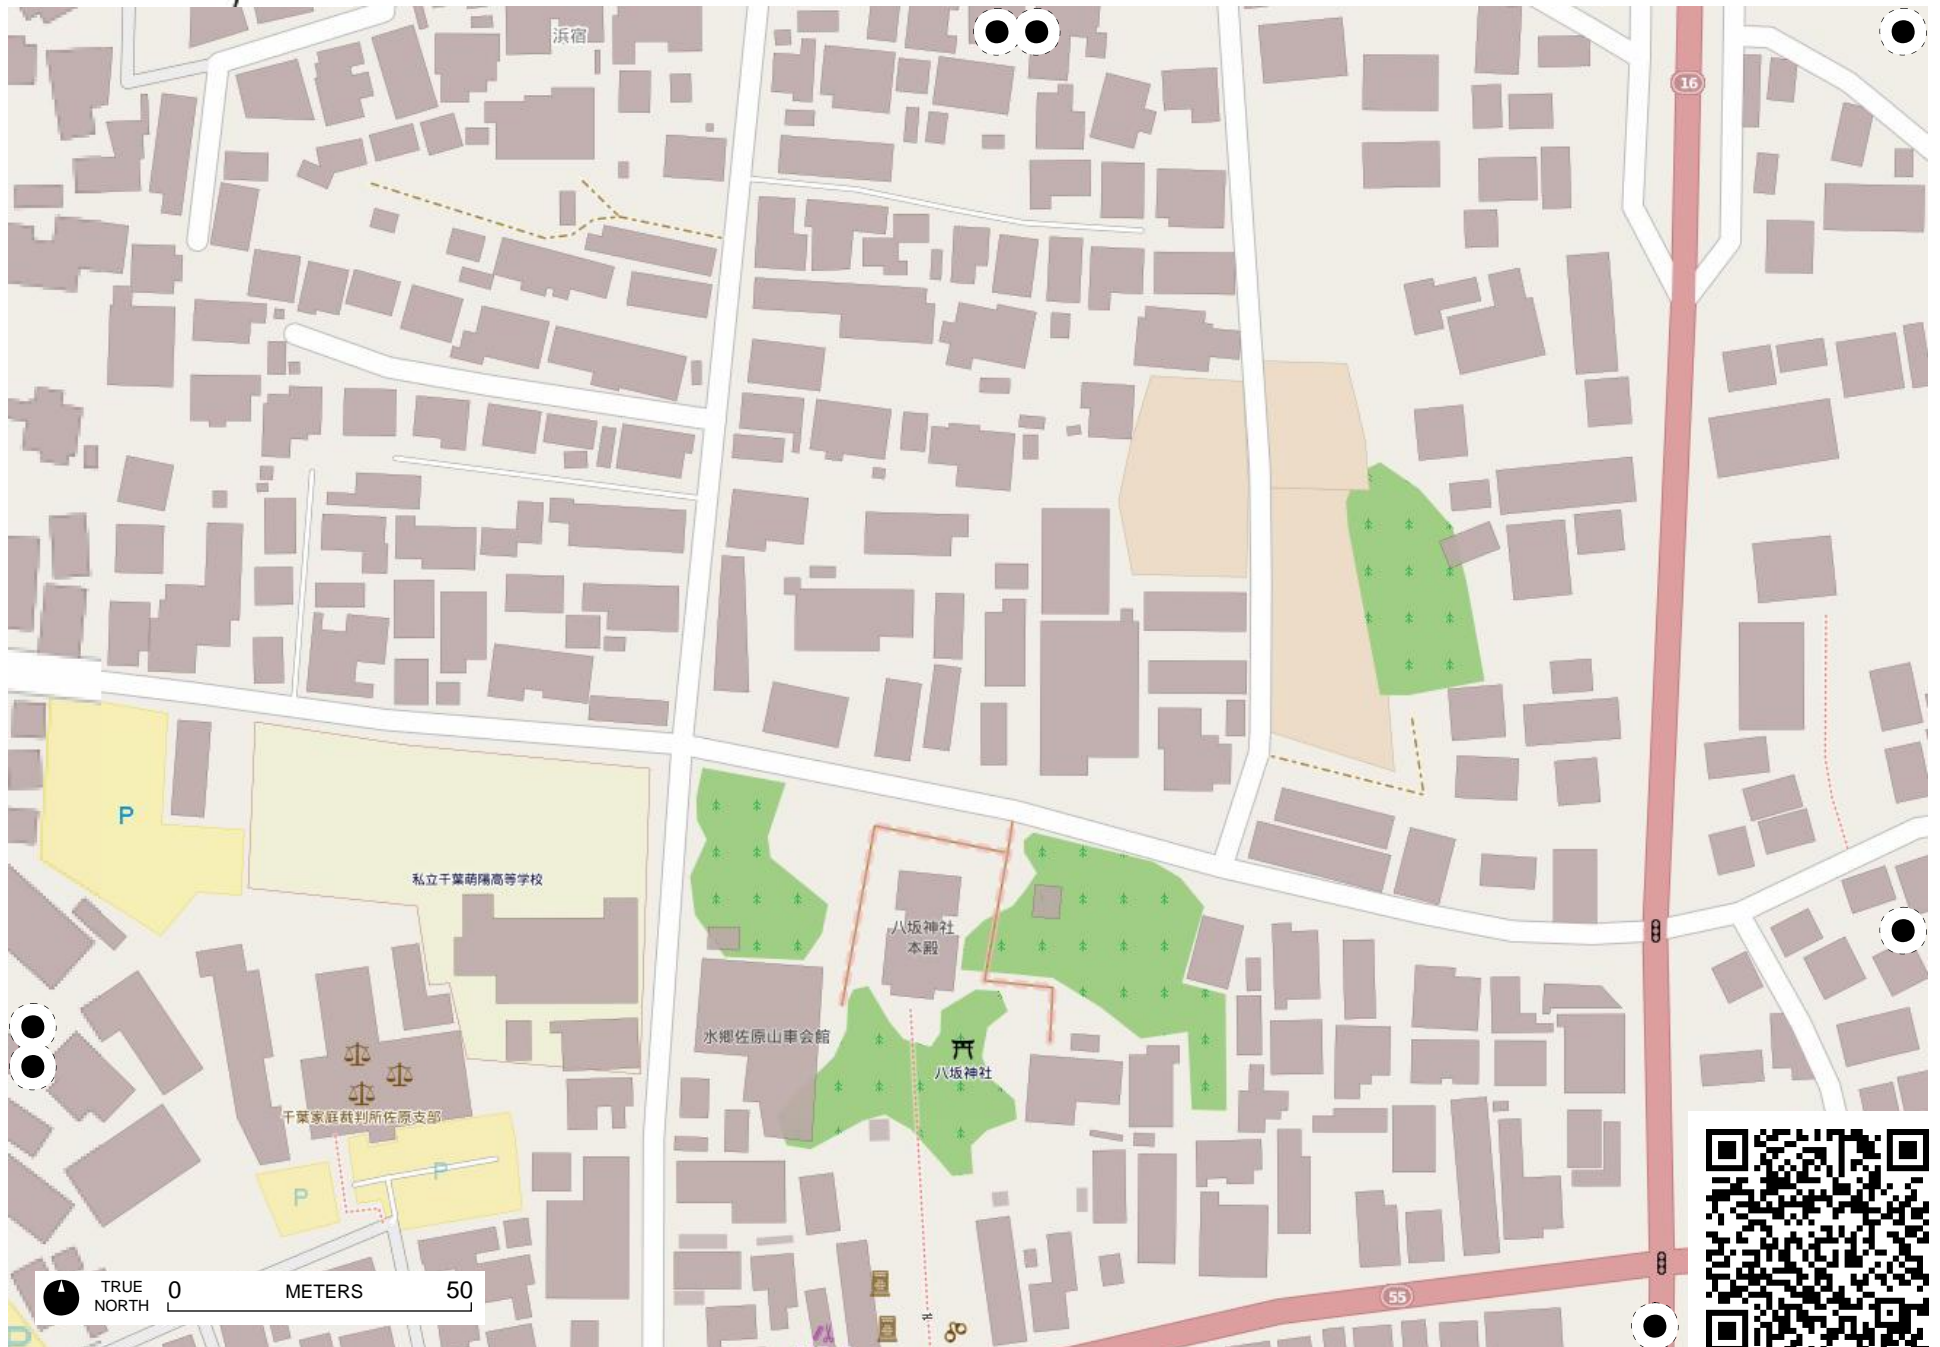 浜宿
16
P
私立千葉萌陽高等学校
八坂神社
本殿
水郷佐原山車会館
八坂神社
千葉家庭裁判所佐原支部
P
P
TRUE
NORTH
0
METERS
50
55
P